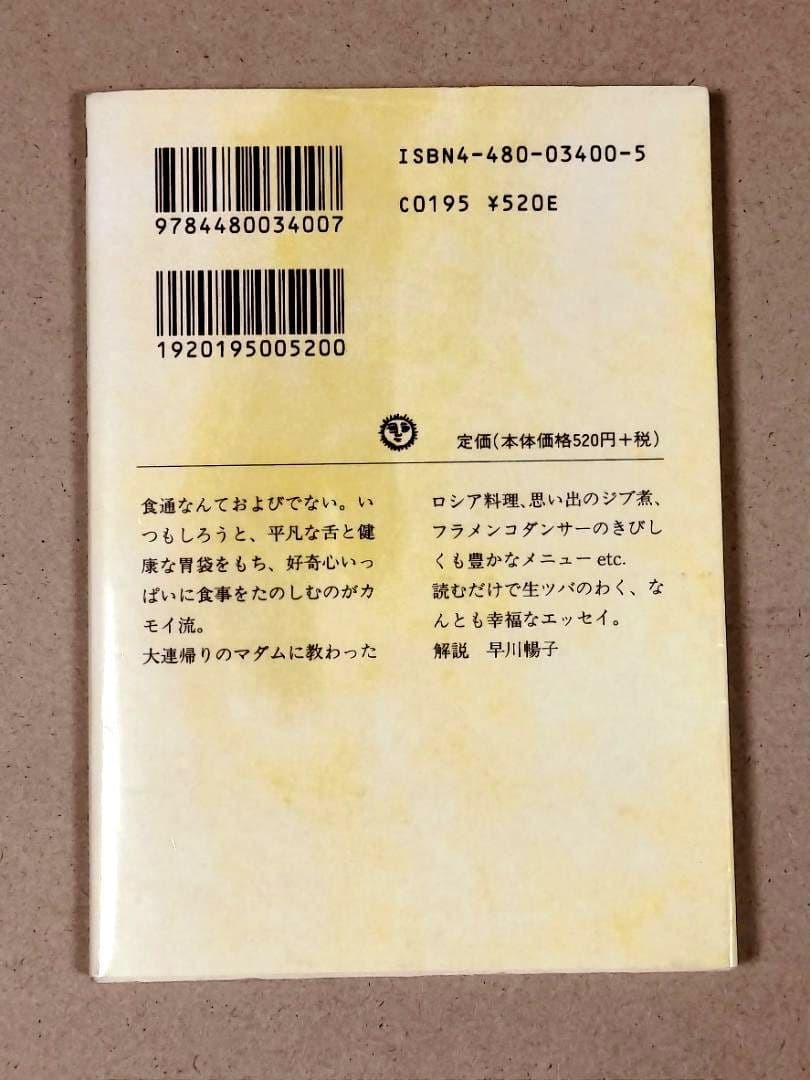 ISBN4-480-03400-5
C0195 ¥520E
9784480034007
1920195005200
定価(本体価格520円+税)
食通なんておよびでない。い
つもしろうと、平凡な舌と健
康な胃袋をもち、好奇心いっ
ぱいに食事をたのしむのがカ
モイ流。
大連帰りのマダムに教わった
ロシア料理、思い出のジブ煮、
フラメンコダンサーのきびし
くも豊かなメニュー etc.
読むだけで生ツバのわく、な
んとも幸福なエッセイ。
解説 早川暢子